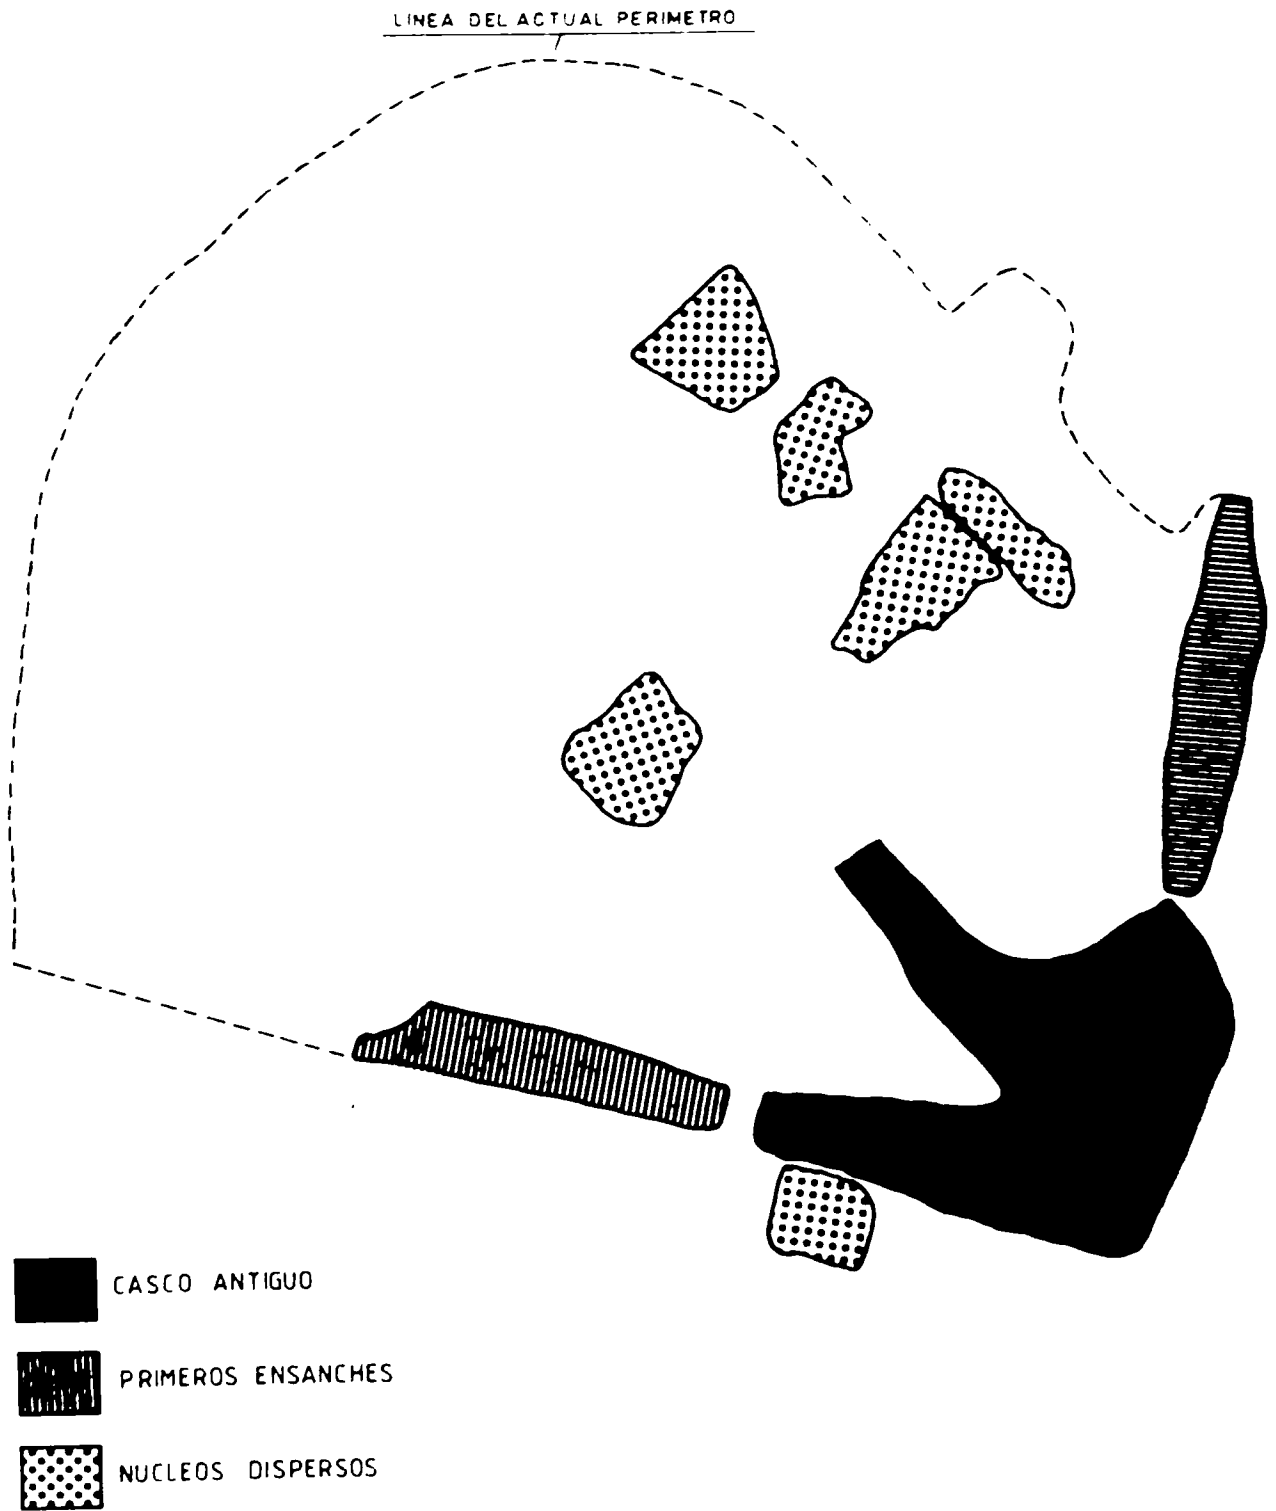 LINEA DEL ACTUAL PERIMETRO
CASCO ANTIGUO
PRIMEROS ENSANCHES
NUCLEOS DISPERSOS